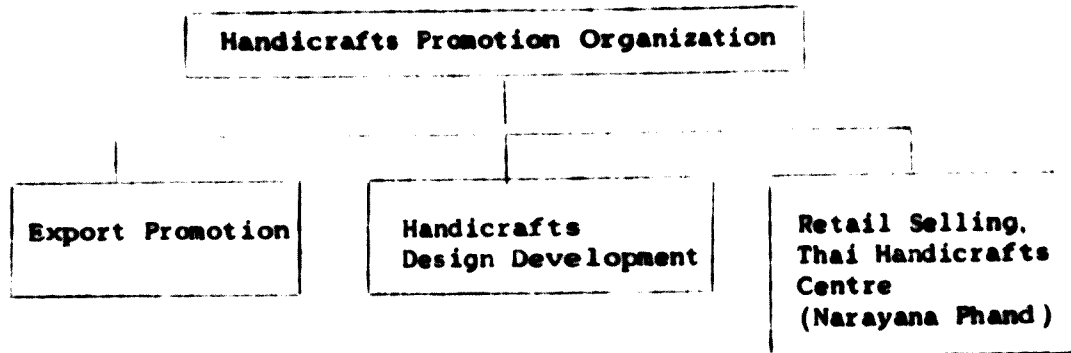 Handicrafts Promotion Organization
Export Promotion
Handicrafts
Design Development
Retail Selling,
Thai Handicrafts
Centre
(Narayana Phand)